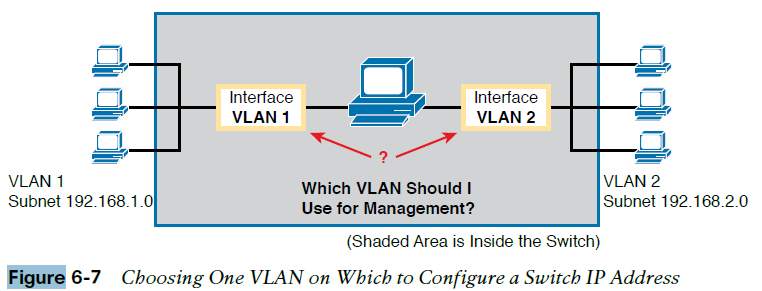 Interface
VLAN 1
Interface
VLAN 2
?
VLAN 1
Subnet 192.168.1.0
Which VLAN Should I
Use for Management?
VLAN 2
Subnet 192.168.2.0
(Shaded Area is Inside the Switch)
Figure 6-7 Choosing One VLAN on Which to Configure a Switch IP Address